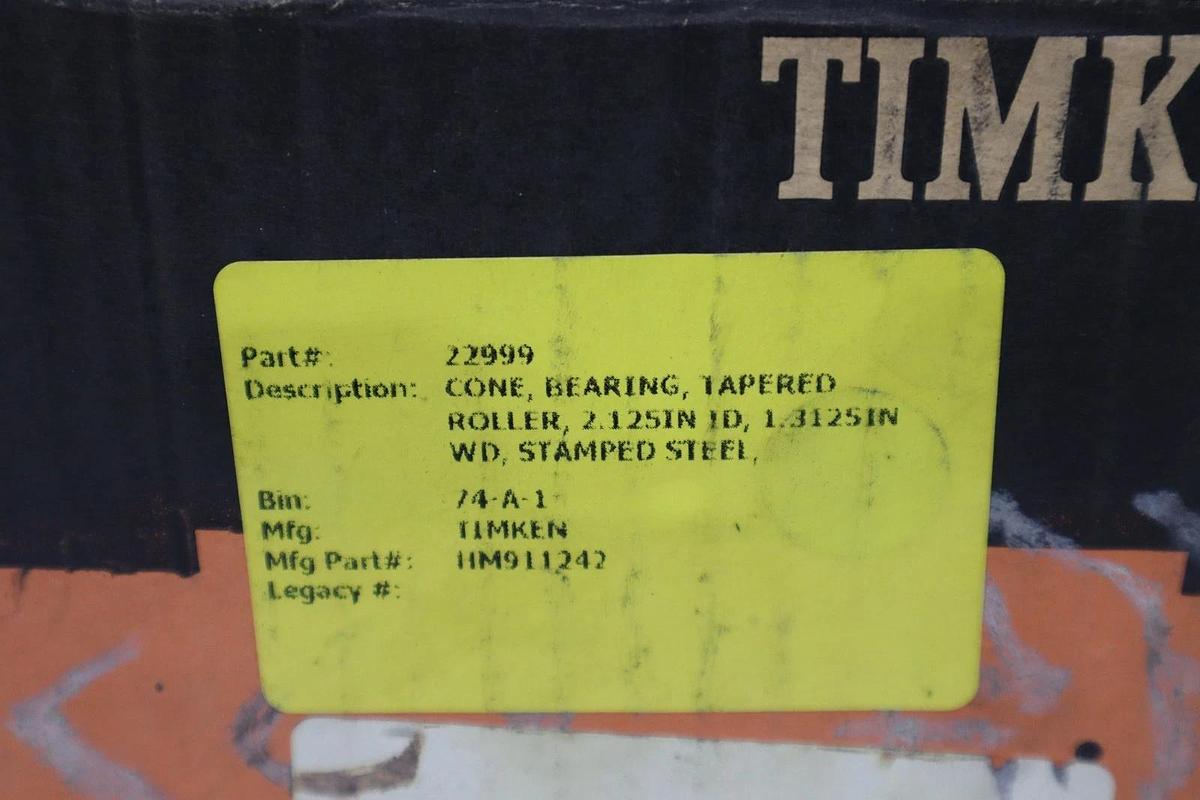 TIMK
Part#: 22999
Description: CONE, BEARING, TAPERED
ROLLER, 2.125IN ID, 1.3125IN
WD, STAMPED STEEL,
Bin: 74-A-1
Mfg: TIMKEN
Mfg Part#: HM911242
Legacy #: